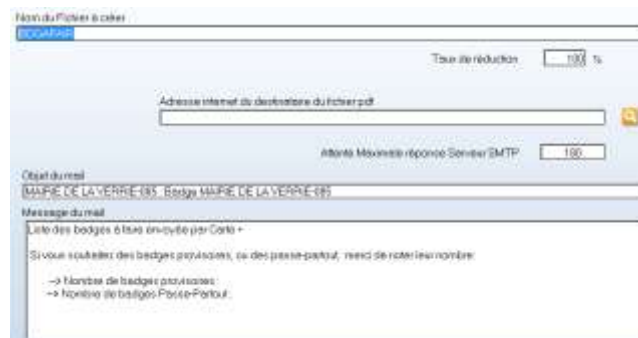 Nom du Fichier à créer
Taux de réduction 100 %
Adresse internet du destinataire du fichier pdf
Attente Maximale réponse Serveur SMTP 180
Objet du mail
MAIRIE DE LA VERRIE-085 : Badge MAIRIE DE LA VERRIE-085
Message du mail
Liste des badges à faire envoyée par Carte +
Si vous souhaitez des badges provisoires, ou des passe-partout, merci de noter leur nombre:
--> Nombre de badges provisoires :
--> Nombre de badges Passe-Partout :